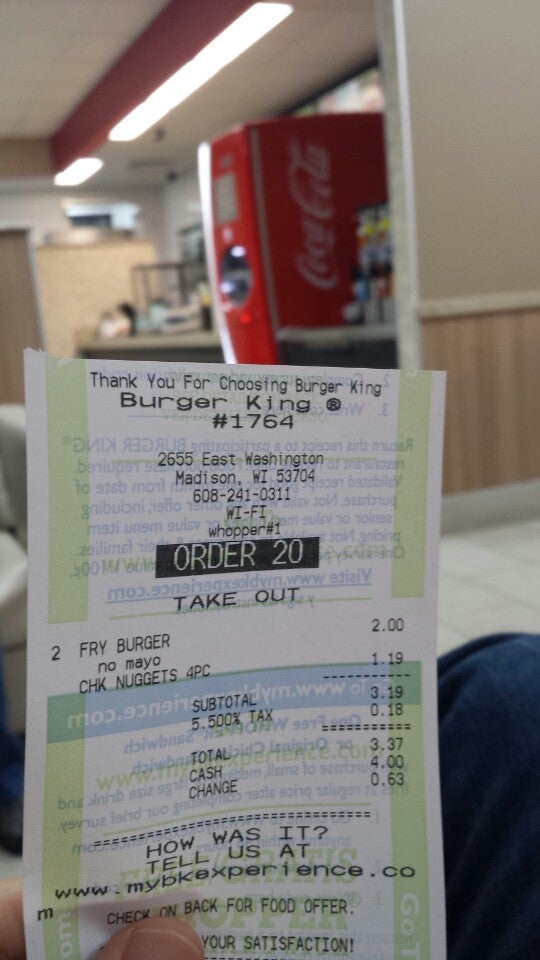 Coca-Cola
Thank You For Choosing Burger King
Burger King ®
#1764
2655 East Washington
Madison, WI 53704
608-241-0311
WI-FI
whopper#1
ORDER 20
TAKE OUT
2 FRY BURGER 2.00
no mayo
CHK NUGGETS 4PC 1.19
SUBTOTAL 3.19
5.500% TAX 0.18
TOTAL 3.37
CASH 4.00
CHANGE 0.63
HOW WAS IT?
TELL US AT
www.mybkexperience.co
m
CHECK ON BACK FOR FOOD OFFER.
YOUR SATISFACTION!